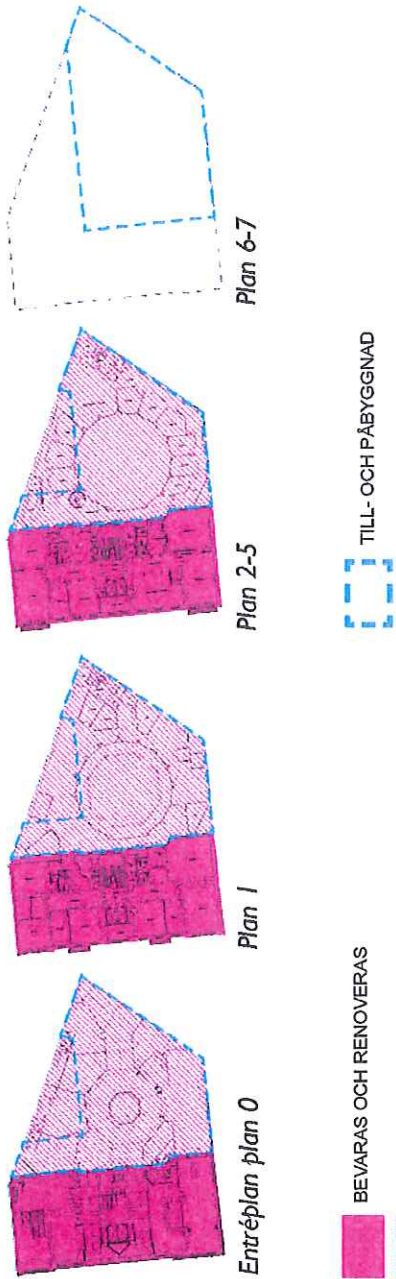 Entréplan plan 0
Plan 1
Plan 2-5
Plan 6-7
BEVARAS OCH RENOVERAS
TILL- OCH PÅBYGGNAD